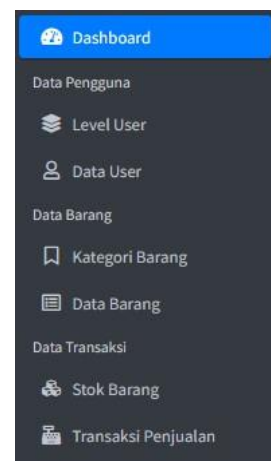 Dashboard
Data Pengguna
Level User
Data User
Data Barang
Kategori Barang
Data Barang
Data Transaksi
Stok Barang
Transaksi Penjualan